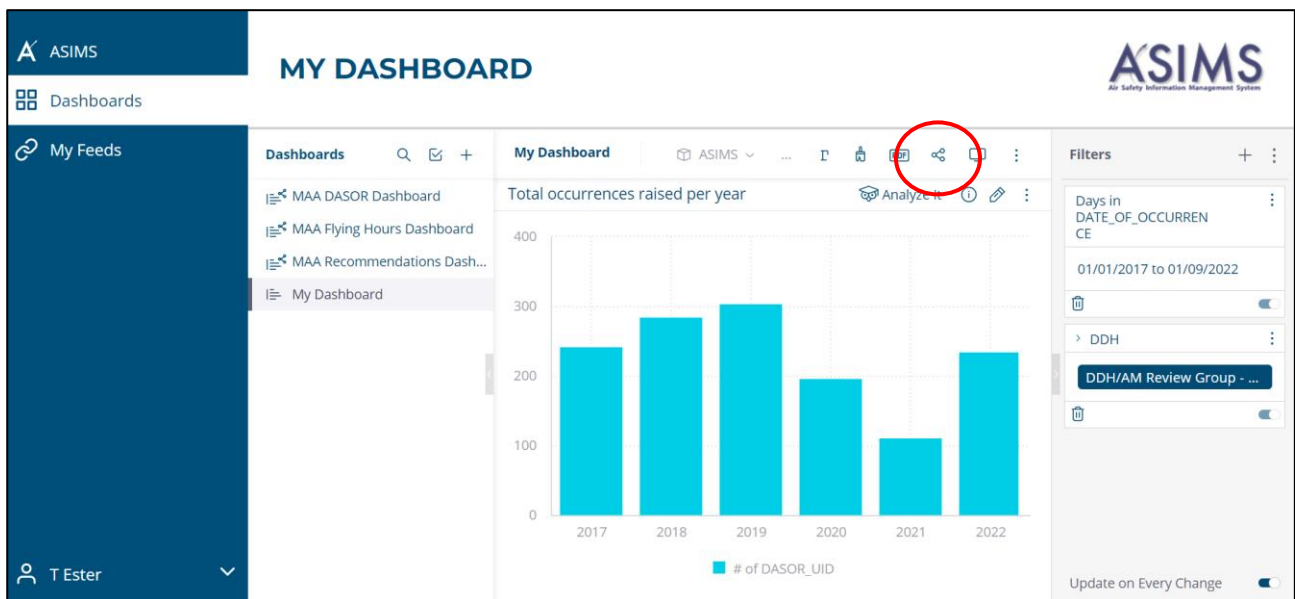 ASIMS
Dashboards
My Feeds
T Ester
MY DASHBOARD
ASIMS
Air Safety Information Management System
Dashboards
MAA DASOR Dashboard
MAA Flying Hours Dashboard
MAA Recommendations Dash...
My Dashboard
My Dashboard
ASIMS
...
PDF
Total occurrences raised per year
Analyze It
400
300
200
100
0
2017 2018 2019 2020 2021 2022
# of DASOR_UID
Filters
Days in
DATE_OF_OCCURREN
CE
01/01/2017 to 01/09/2022
DDH
DDH/AM Review Group - ...
Update on Every Change